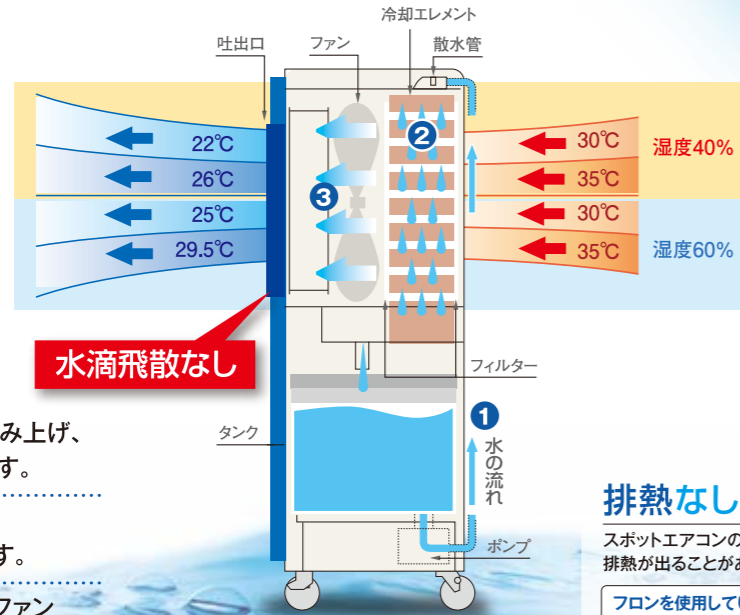 冷却エレメント
吐出口
ファン
散水管
22℃
26℃
25℃
29.5℃
❷
❸
30℃
35℃
30℃
35℃
湿度40%
湿度60%
水滴飛散なし
フィルター
タンク
❶
水の流れ
ポンプ
み上げ、
す。
す。
ファン
排熱なし
スポットエアコンの
排熱が出ることが
フロンを使用して